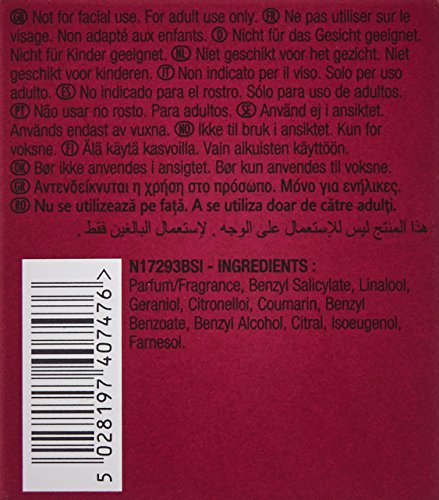 GB Not for facial use. For adult use only. FR Ne pas utiliser sur le
visage. Non adapté aux enfants. D Nicht für das Gesicht geeignet.
Nicht für Kinder geeignet. NL Niet geschikt voor het gezicht. Niet
geschikt voor kinderen. IT Non indicato per il viso. Solo per uso
adulto. ES No indicado para el rostro. Sólo para uso de adultos.
PT Não usar no rosto. Para adultos. SE Använd ej i ansiktet.
Används endast av vuxna. NO Ikke til bruk i ansiktet. Kun for
voksne. FI Älä käytä kasvoilla. Vain aikuisten käyttöön.
DK Bør ikke anvendes i ansigtet. Bør kun anvendes til voksne.
GR Αντενδείκνυται η χρήση στο πρόσωπο. Μόνο για ενήλικες.
RO Nu se utilizează pe față. A se utiliza doar de către adulți.
هذا المنتج ليس للإستعمال على الوجه . لإستعمال البالغين فقط .
N17293BSI - INGREDIENTS :
Parfum/Fragrance, Benzyl Salicylate, Linalool,
Geraniol, Citronelloi, Coumarin, Benzyl
Benzoate, Benzyl Alcohol, Citral, Isoeugenol,
Farnesol.
5 028197 407476 >